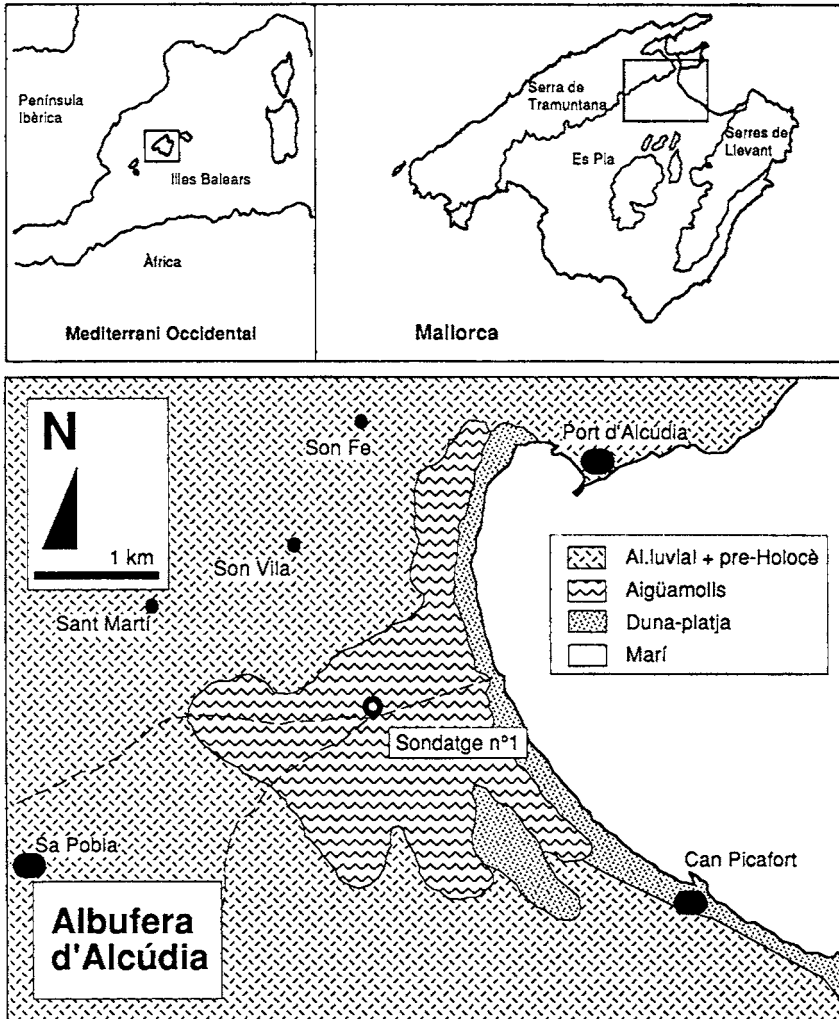 Península
Ibèrica
Illes Balears
Àfrica
Mediterrani Occidental
Serra de
Tramuntana
Serres de
Llevant
Es Pla
Mallorca
N
1 km
Son Fe
Port d'Alcúdia
Son Vila
Sant Martí
Al.luvial + pre-Holocè
Aigüamolls
Duna-platja
Marí
Sondatge nº1
Sa Pobla
Can Picafort
Albufera
d'Alcúdia